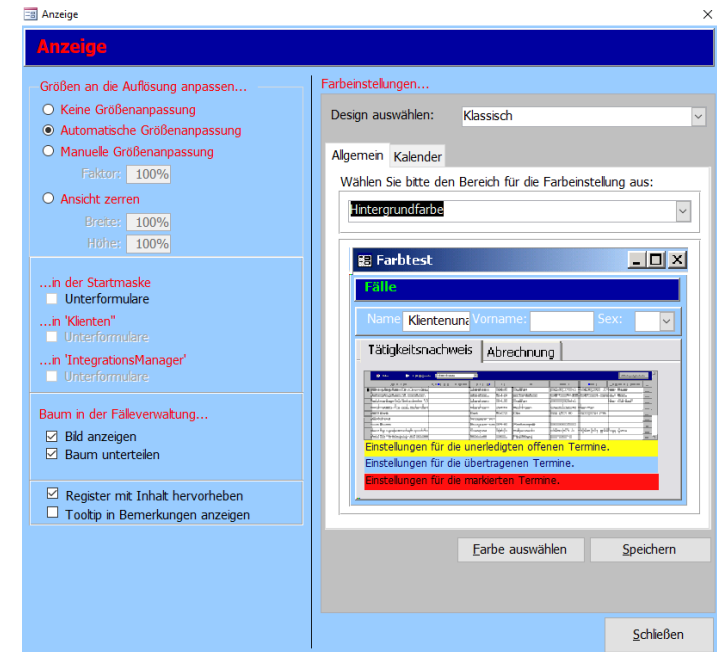 Anzeige
Anzeige
Größen an die Auflösung anpassen...
Keine Größenanpassung
Automatische Größenanpassung
Manuelle Größenanpassung
Faktor: 100%
Ansicht zerren
Breite: 100%
Höhe: 100%
...in der Startmaske
Unterformulare
...in 'Klienten"
Unterformulare
...in 'IntegrationsManager'
Unterformulare
Baum in der Fälleverwaltung...
Bild anzeigen
Baum unterteilen
Register mit Inhalt hervorheben
Tooltip in Bemerkungen anzeigen
Farbeinstellungen...
Design auswählen: Klassisch
Allgemein Kalender
Wählen Sie bitte den Bereich für die Farbeinstellung aus:
Hintergrundfarbe
Farbtest
Fälle
Name Klientenuna Vorname: Sex:
Tätigkeitsnachweis Abrechnung
Einstellungen für die unerledigten offenen Termine.
Einstellungen für die übertragenen Termine.
Einstellungen für die markierten Termine.
Farbe auswählen Speichern
Schließen